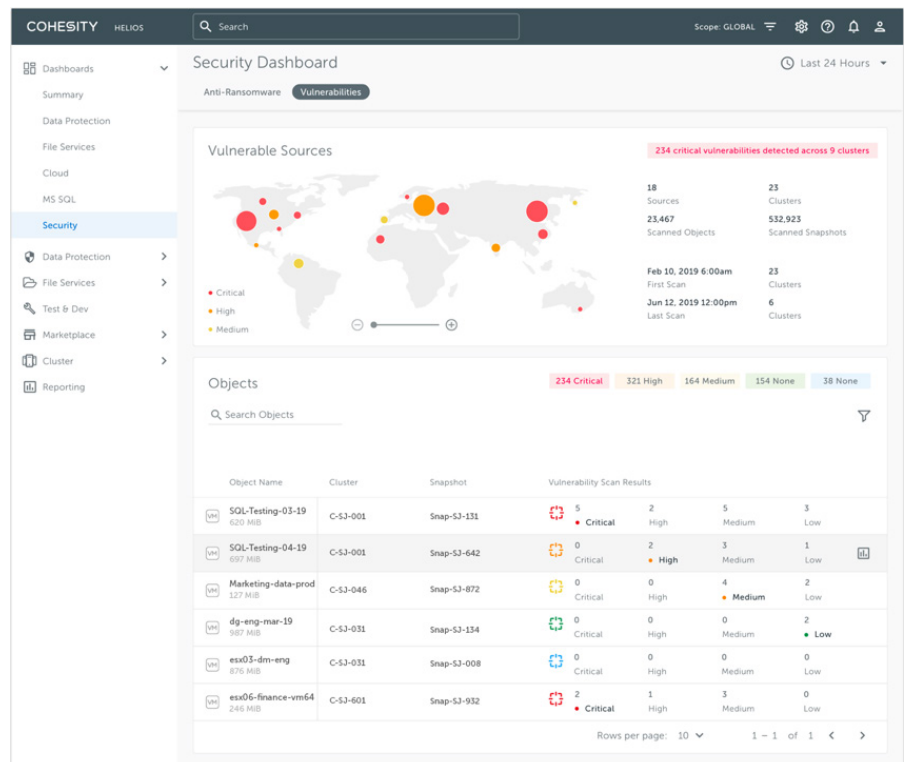 COHESITY HELIOS
Search
Scope: GLOBAL
Dashboards
Summary
Data Protection
File Services
Cloud
MS SQL
Security
Data Protection
File Services
Test & Dev
Marketplace
Cluster
Reporting
Security Dashboard
Last 24 Hours
Anti-Ransomware Vulnerabilities
Vulnerable Sources
234 critical vulnerabilities detected across 9 clusters
Critical
High
Medium
18 23
Sources Clusters
23,467 532,923
Scanned Objects Scanned Snapshots
Feb 10, 2019 6:00am 23
First Scan Clusters
Jun 12, 2019 12:00pm 6
Last Scan Clusters
Objects
234 Critical 321 High 164 Medium 154 None 38 None
Search Objects
Object Name Cluster Snapshot Vulnerability Scan Results
VM SQL-Testing-03-19 C-SJ-001 Snap-SJ-131 5 2 5 3
620 MiB Critical High Medium Low
VM SQL-Testing-04-19 C-SJ-001 Snap-SJ-642 0 2 3 1
697 MiB Critical High Medium Low
VM Marketing-data-prod C-SJ-046 Snap-SJ-872 0 0 4 2
127 MiB Critical High Medium Low
VM dg-eng-mar-19 C-SJ-031 Snap-SJ-134 0 0 0 2
987 MiB Critical High Medium Low
VM esx03-dm-eng C-SJ-031 Snap-SJ-008 0 0 0 0
876 MiB Critical High Medium Low
VM esx06-finance-vm64 C-SJ-601 Snap-SJ-932 2 1 3 0
246 MiB Critical High Medium Low
Rows per page: 10 1 – 1 of 1